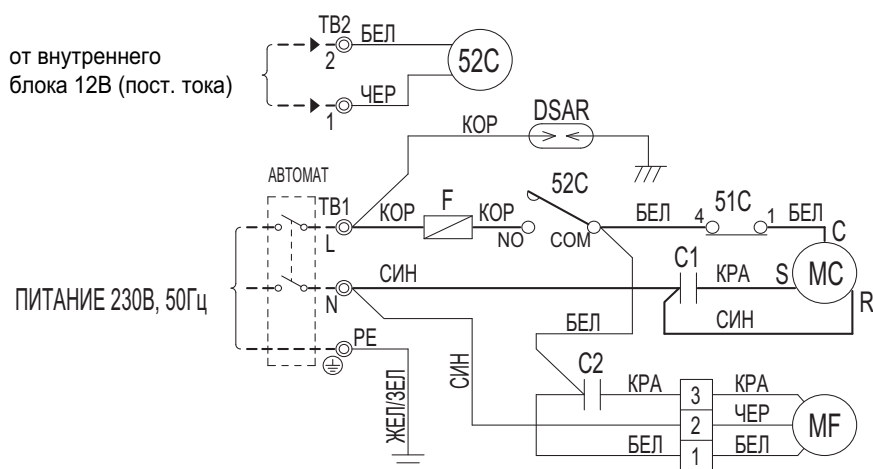 от внутреннего
блока 12В (пост. тока)
TB2
БЕЛ
2
52C
ЧЕР
1
КОР
DSAR
АВТОМАТ
TB1
L
КОР
F
КОР
NO
52C
COM
БЕЛ
4
51C
1
БЕЛ
C
MC
S
R
ПИТАНИЕ 230В, 50Гц
N
СИН
C1
КРА
СИН
PE
ЖЕЛ/ЗЕЛ
СИН
БЕЛ
C2
КРА
3
КРА
2
ЧЕР
MF
БЕЛ
1
БЕЛ